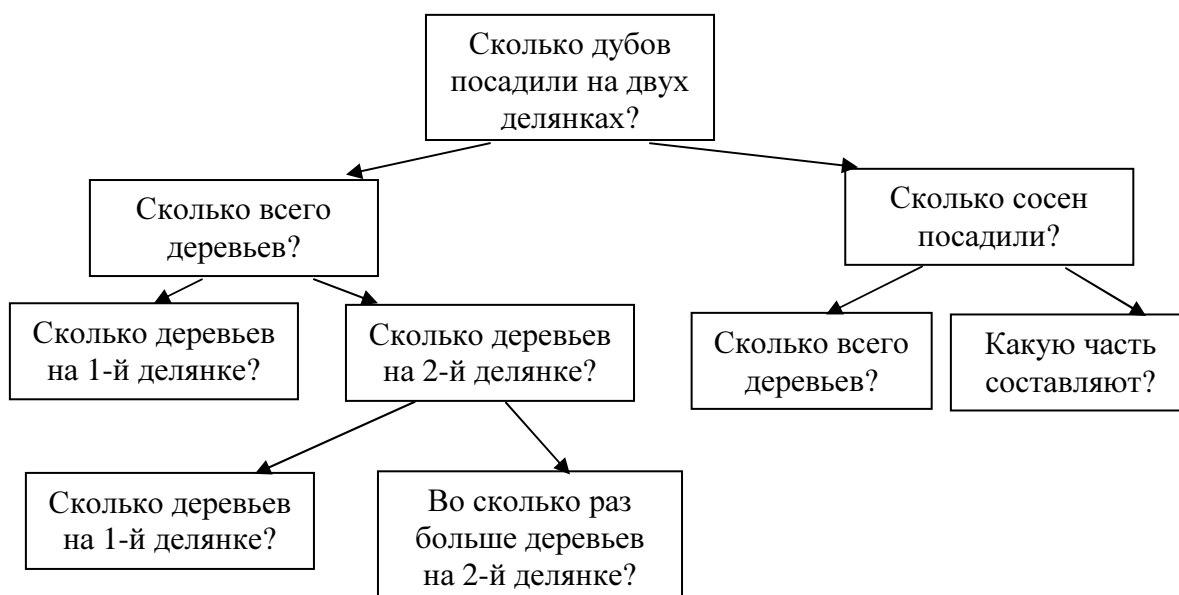 Сколько дубов
посадили на двух
делянках?
Сколько всего
деревьев?
Сколько сосен
посадили?
Сколько деревьев
на 1-й делянке?
Сколько деревьев
на 2-й делянке?
Сколько всего
деревьев?
Какую часть
составляют?
Сколько деревьев
на 1-й делянке?
Во сколько раз
больше деревьев
на 2-й делянке?